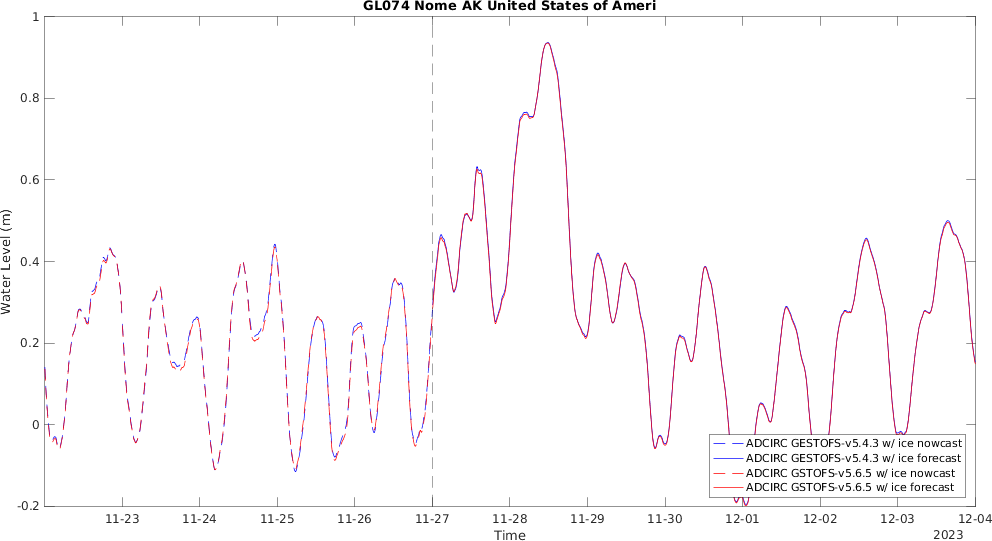 GL074 Nome AK United States of Ameri
1
0.8
0.6
0.4
0.2
0
-0.2
Water Level (m)
11-23 11-24 11-25 11-26 11-27 11-28 11-29 11-30 12-01 12-02 12-03 12-04
Time
2023
ADCIRC GESTOFS-v5.4.3 w/ ice nowcast
ADCIRC GESTOFS-v5.4.3 w/ ice forecast
ADCIRC GSTOFS-v5.6.5 w/ ice nowcast
ADCIRC GSTOFS-v5.6.5 w/ ice forecast